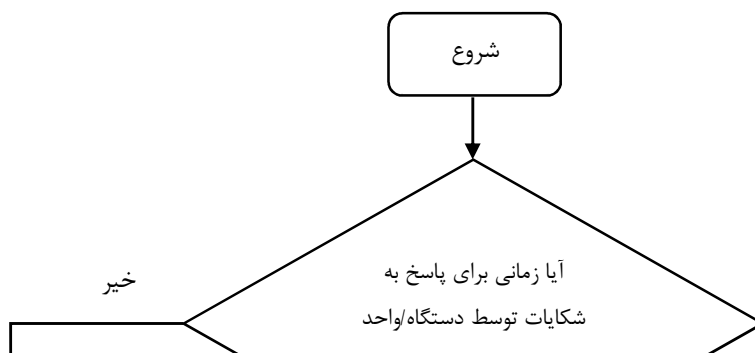 شروع
آیا زمانی برای پاسخ به
شکایات توسط دستگاه/واحد
خیر